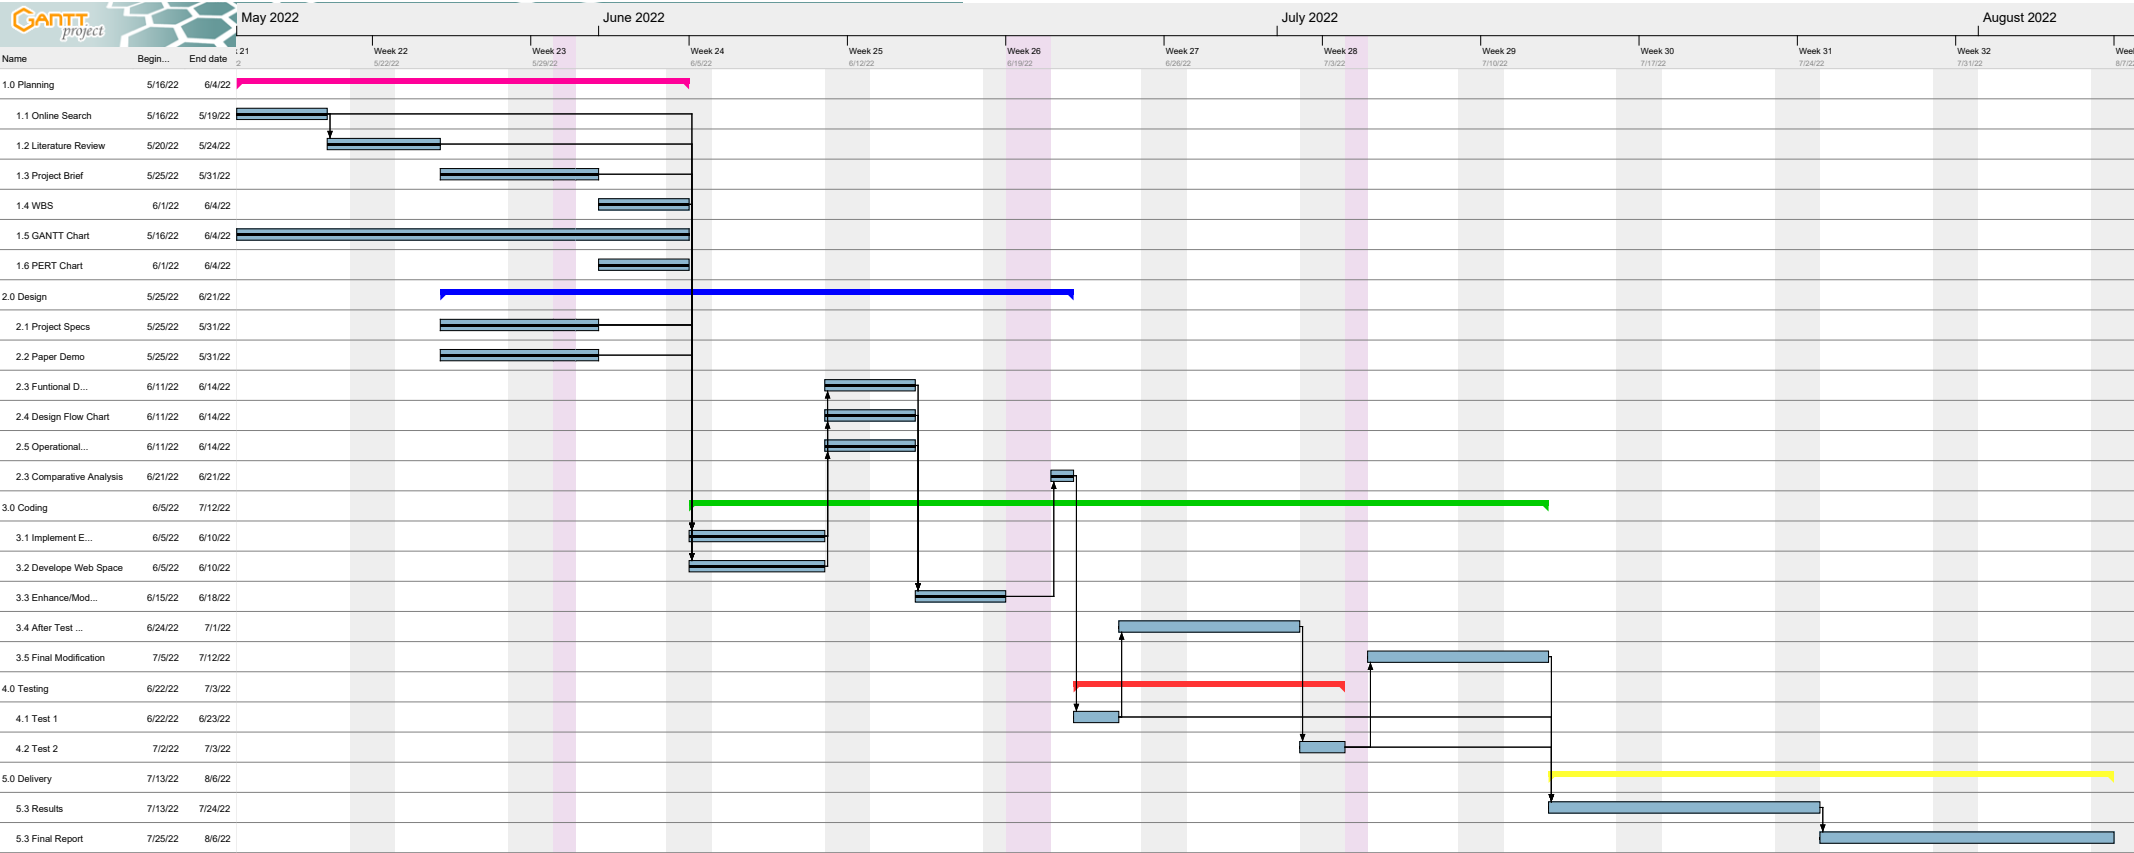 GANTT
project
May 2022 June 2022 July 2022 August 2022
21 Week 22 Week 23 Week 24 Week 25 Week 26 Week 27 Week 28 Week 29 Week 30 Week 31 Week 32
Name Begin... End date 2 5/22/22 5/29/22 6/5/22 6/12/22 6/19/22 6/26/22 7/3/22 7/10/22 7/17/22 7/24/22 7/31/22
1.0 Planning 5/16/22 6/4/22
1.1 Online Search 5/16/22 5/19/22
1.2 Literature Review 5/20/22 5/24/22
1.3 Project Brief 5/25/22 5/31/22
1.4 WBS 6/1/22 6/4/22
1.5 GANTT Chart 5/16/22 6/4/22
1.6 PERT Chart 6/1/22 6/4/22
2.0 Design 5/25/22 6/21/22
2.1 Project Specs 5/25/22 5/31/22
2.2 Paper Demo 5/25/22 5/31/22
2.3 Funtional D... 6/11/22 6/14/22
2.4 Design Flow Chart 6/11/22 6/14/22
2.5 Operational... 6/11/22 6/14/22
2.3 Comparative Analysis 6/21/22 6/21/22
3.0 Coding 6/5/22 7/12/22
3.1 Implement E... 6/5/22 6/10/22
3.2 Develope Web Space 6/5/22 6/10/22
3.3 Enhance/Mod... 6/15/22 6/18/22
3.4 After Test ... 6/24/22 7/1/22
3.5 Final Modification 7/5/22 7/12/22
4.0 Testing 6/22/22 7/3/22
4.1 Test 1 6/22/22 6/23/22
4.2 Test 2 7/2/22 7/3/22
5.0 Delivery 7/13/22 8/6/22
5.3 Results 7/13/22 7/24/22
5.3 Final Report 7/25/22 8/6/22